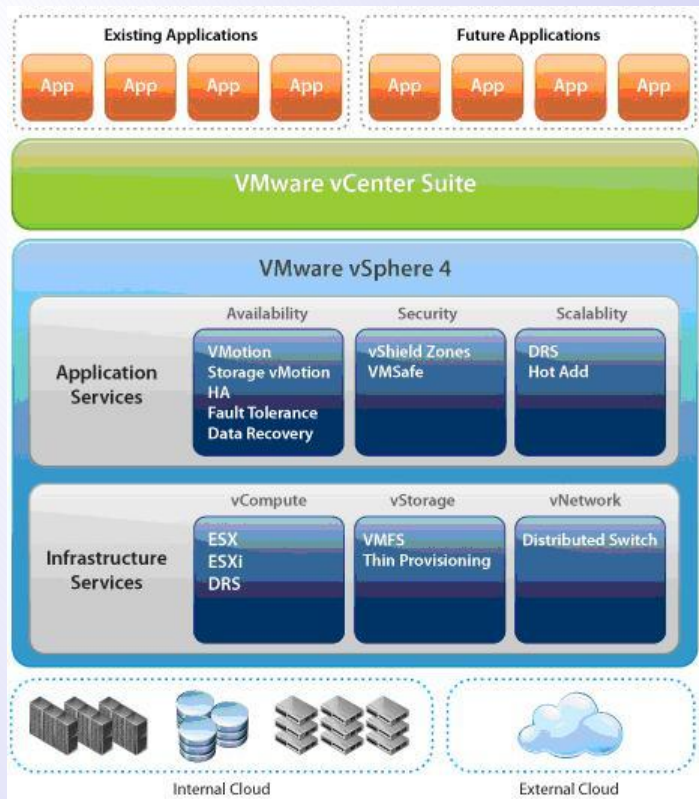 Existing Applications
Future Applications
App App App App
App App App App
VMware vCenter Suite
VMware vSphere 4
Application
Services
Availability
VMotion
Storage vMotion
HA
Fault Tolerance
Data Recovery
Security
vShield Zones
VMSafe
Scalablity
DRS
Hot Add
Infrastructure
Services
vCompute
ESX
ESXi
DRS
vStorage
VMFS
Thin Provisioning
vNetwork
Distributed Switch
Internal Cloud
External Cloud